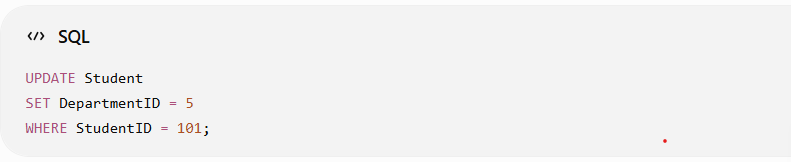 SQL
UPDATE Student
SET DepartmentID = 5
WHERE StudentID = 101;